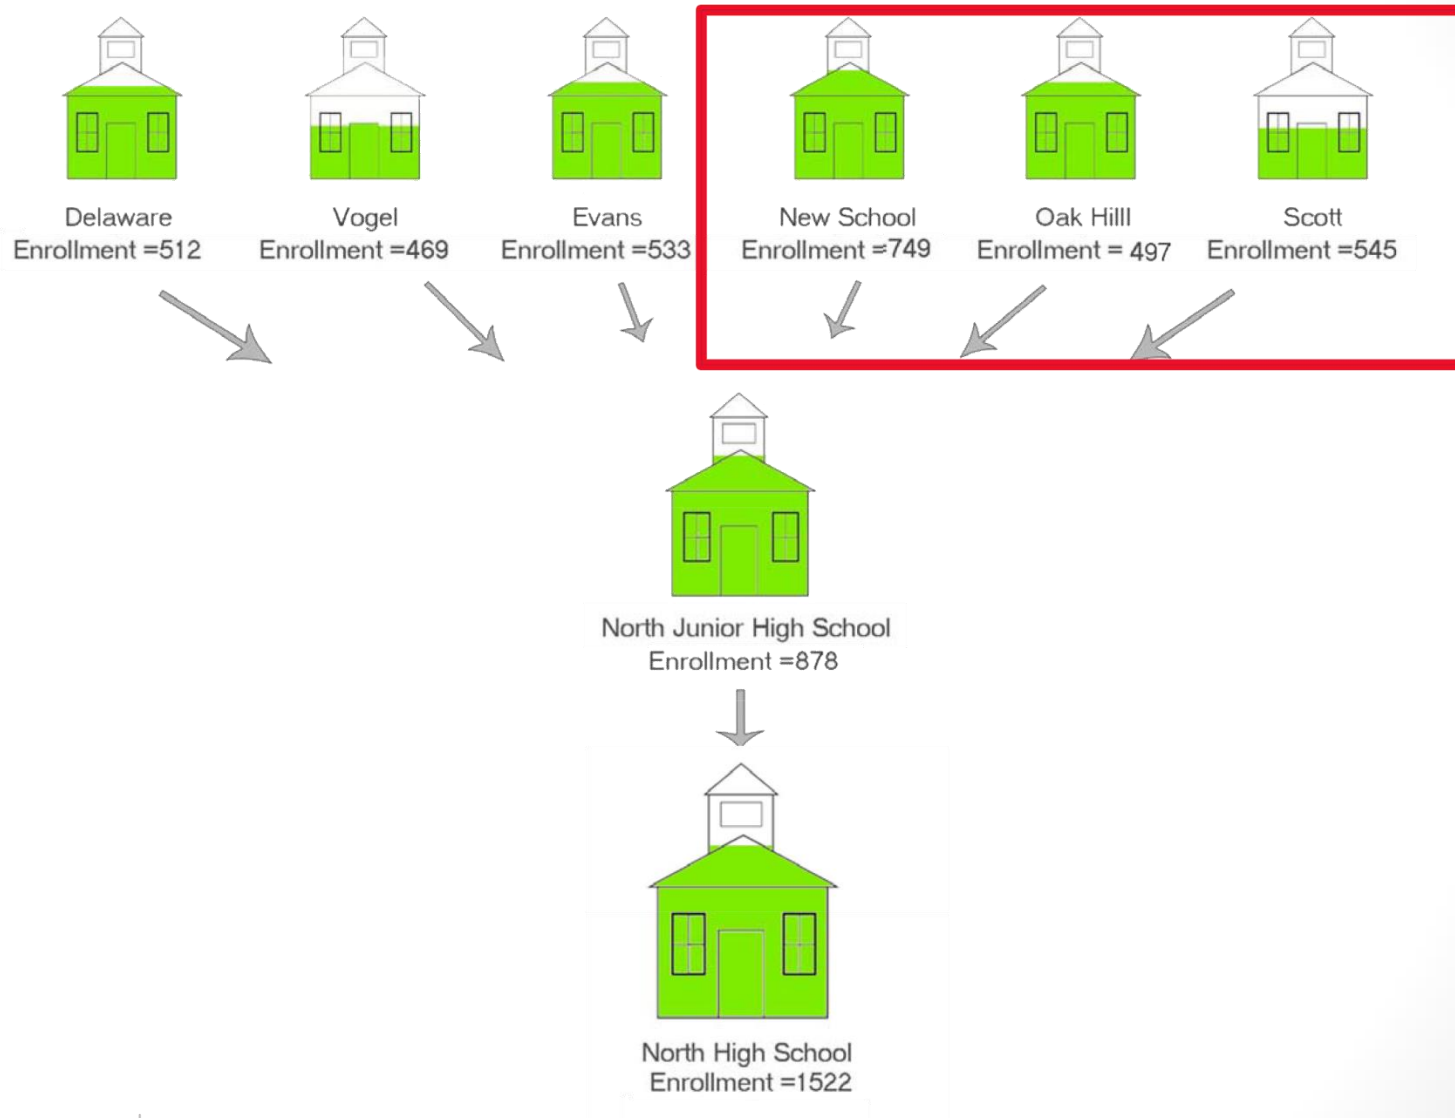 Delaware
Enrollment =512
Vogel
Enrollment =469
Evans
Enrollment =533
New School
Enrollment =749
Oak Hilll
Enrollment = 497
Scott
Enrollment =545
North Junior High School
Enrollment =878
North High School
Enrollment =1522